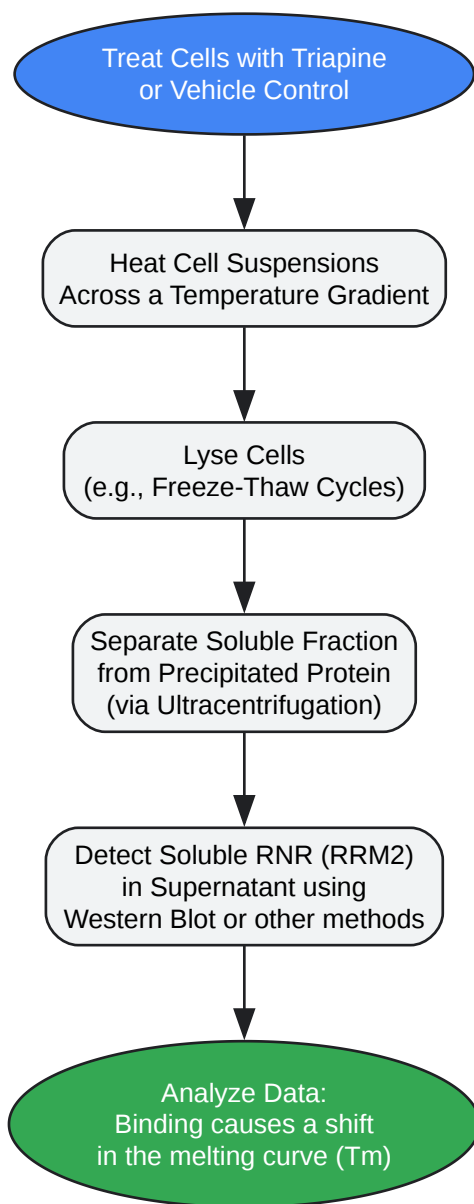 Treat Cells with Triapine
or Vehicle Control
Heat Cell Suspensions
Across a Temperature Gradient
Lyse Cells
(e.g., Freeze-Thaw Cycles)
Separate Soluble Fraction
from Precipitated Protein
(via Ultracentrifugation)
Detect Soluble RNR (RRM2)
in Supernatant using
Western Blot or other methods
Analyze Data:
Binding causes a shift
in the melting curve (Tm)